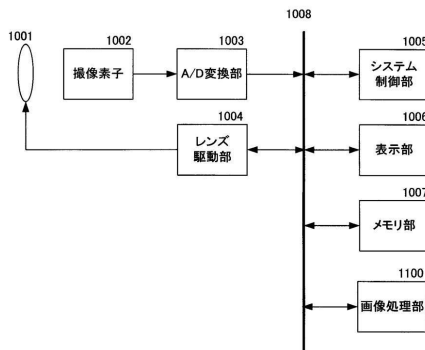 1008
1001
1002
1003
1005
撮像素子
A/D変換部
システム
制御部
1004
1006
レンズ
駆動部
表示部
1007
メモリ部
1100
画像処理部